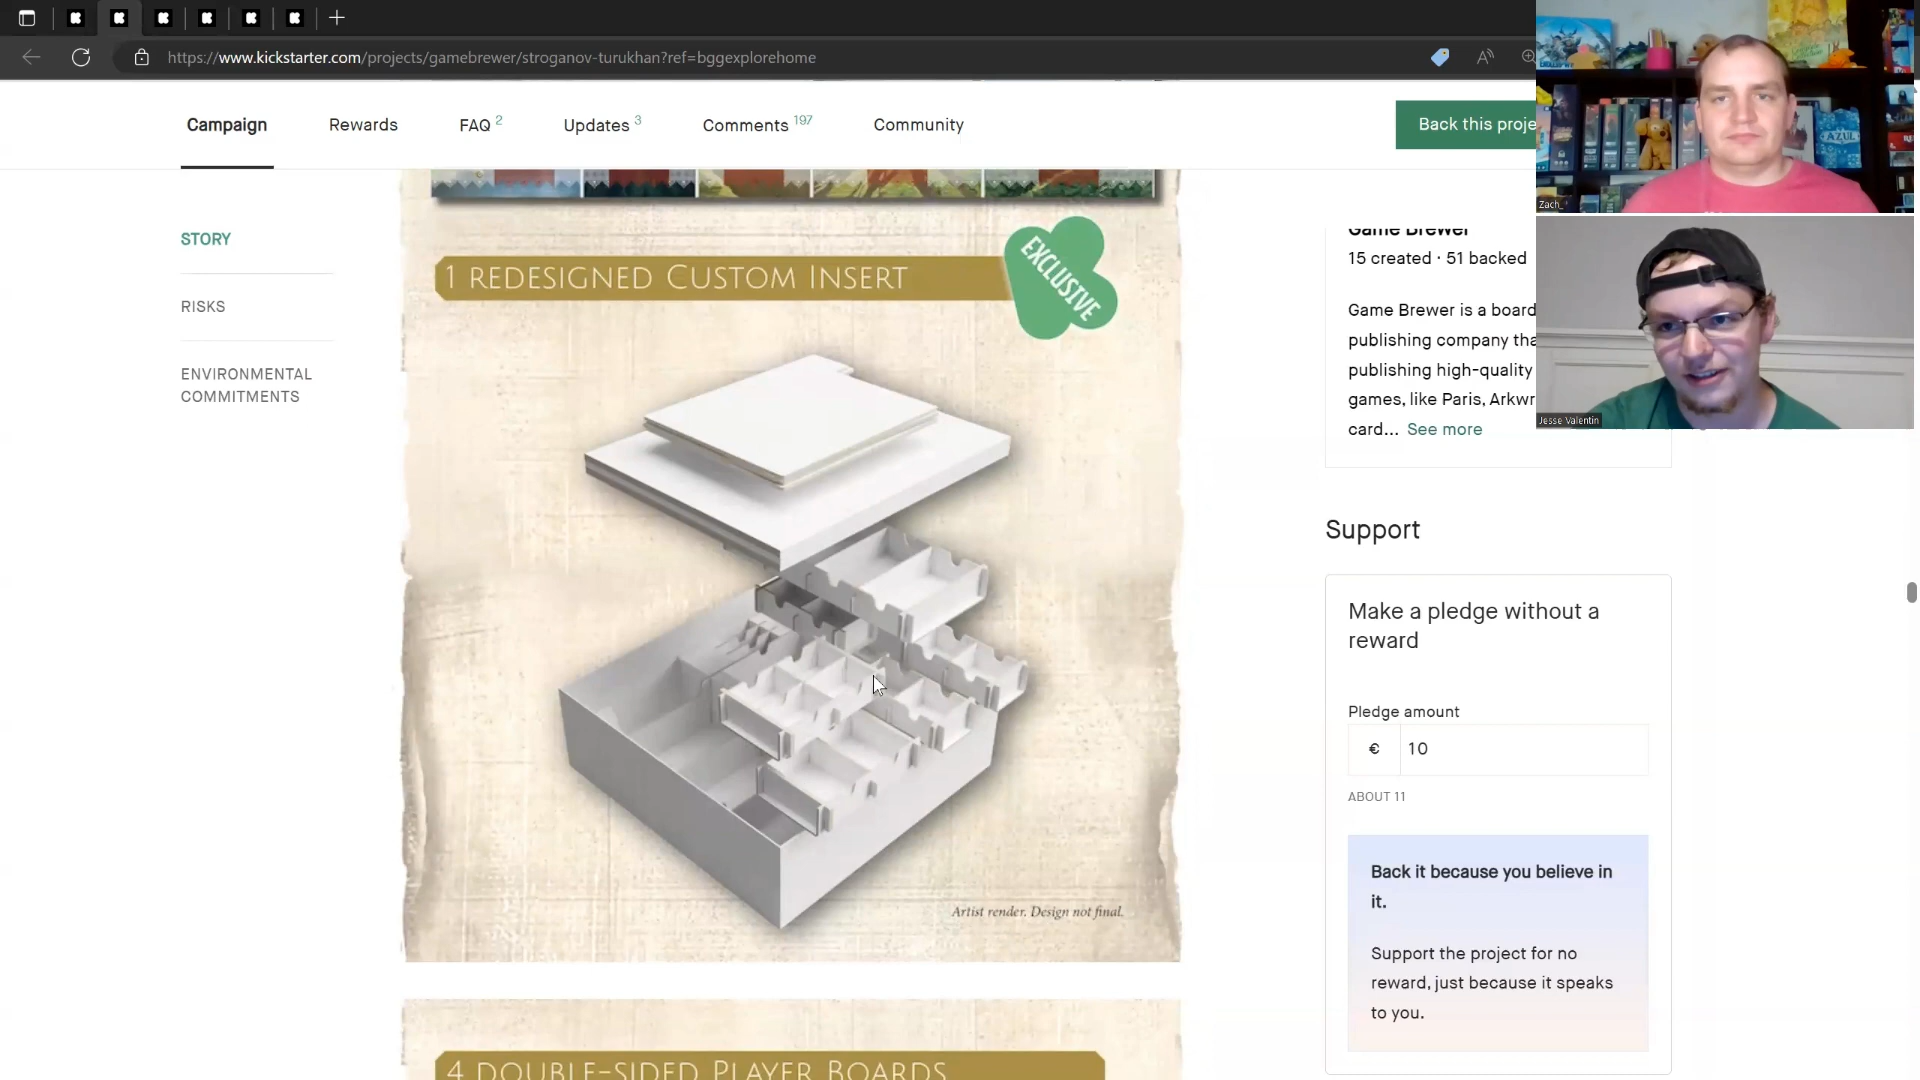 https://www.kickstarter.com/projects/gamebrewer/stroganov-turukhan?ref=bggexplorehome
Campaign
Rewards
FAQ 2
Updates 3
Comments 197
Community
Back this proje
STORY
RISKS
ENVIRONMENTAL
COMMITMENTS
1 REDESIGNED CUSTOM INSERT
EXCLUSIVE
Artist render. Design not final.
4 DOUBLE-SIDED PLAYER BOARDS
Game Brewer
15 created · 51 backed
Game Brewer is a board
publishing company tha
publishing high-quality
games, like Paris, Arkwr
card... See more
Support
Make a pledge without a
reward
Pledge amount
€ 10
ABOUT 11
Back it because you believe in
it.
Support the project for no
reward, just because it speaks
to you.
AZUL
Zach_
Jesse Valentin